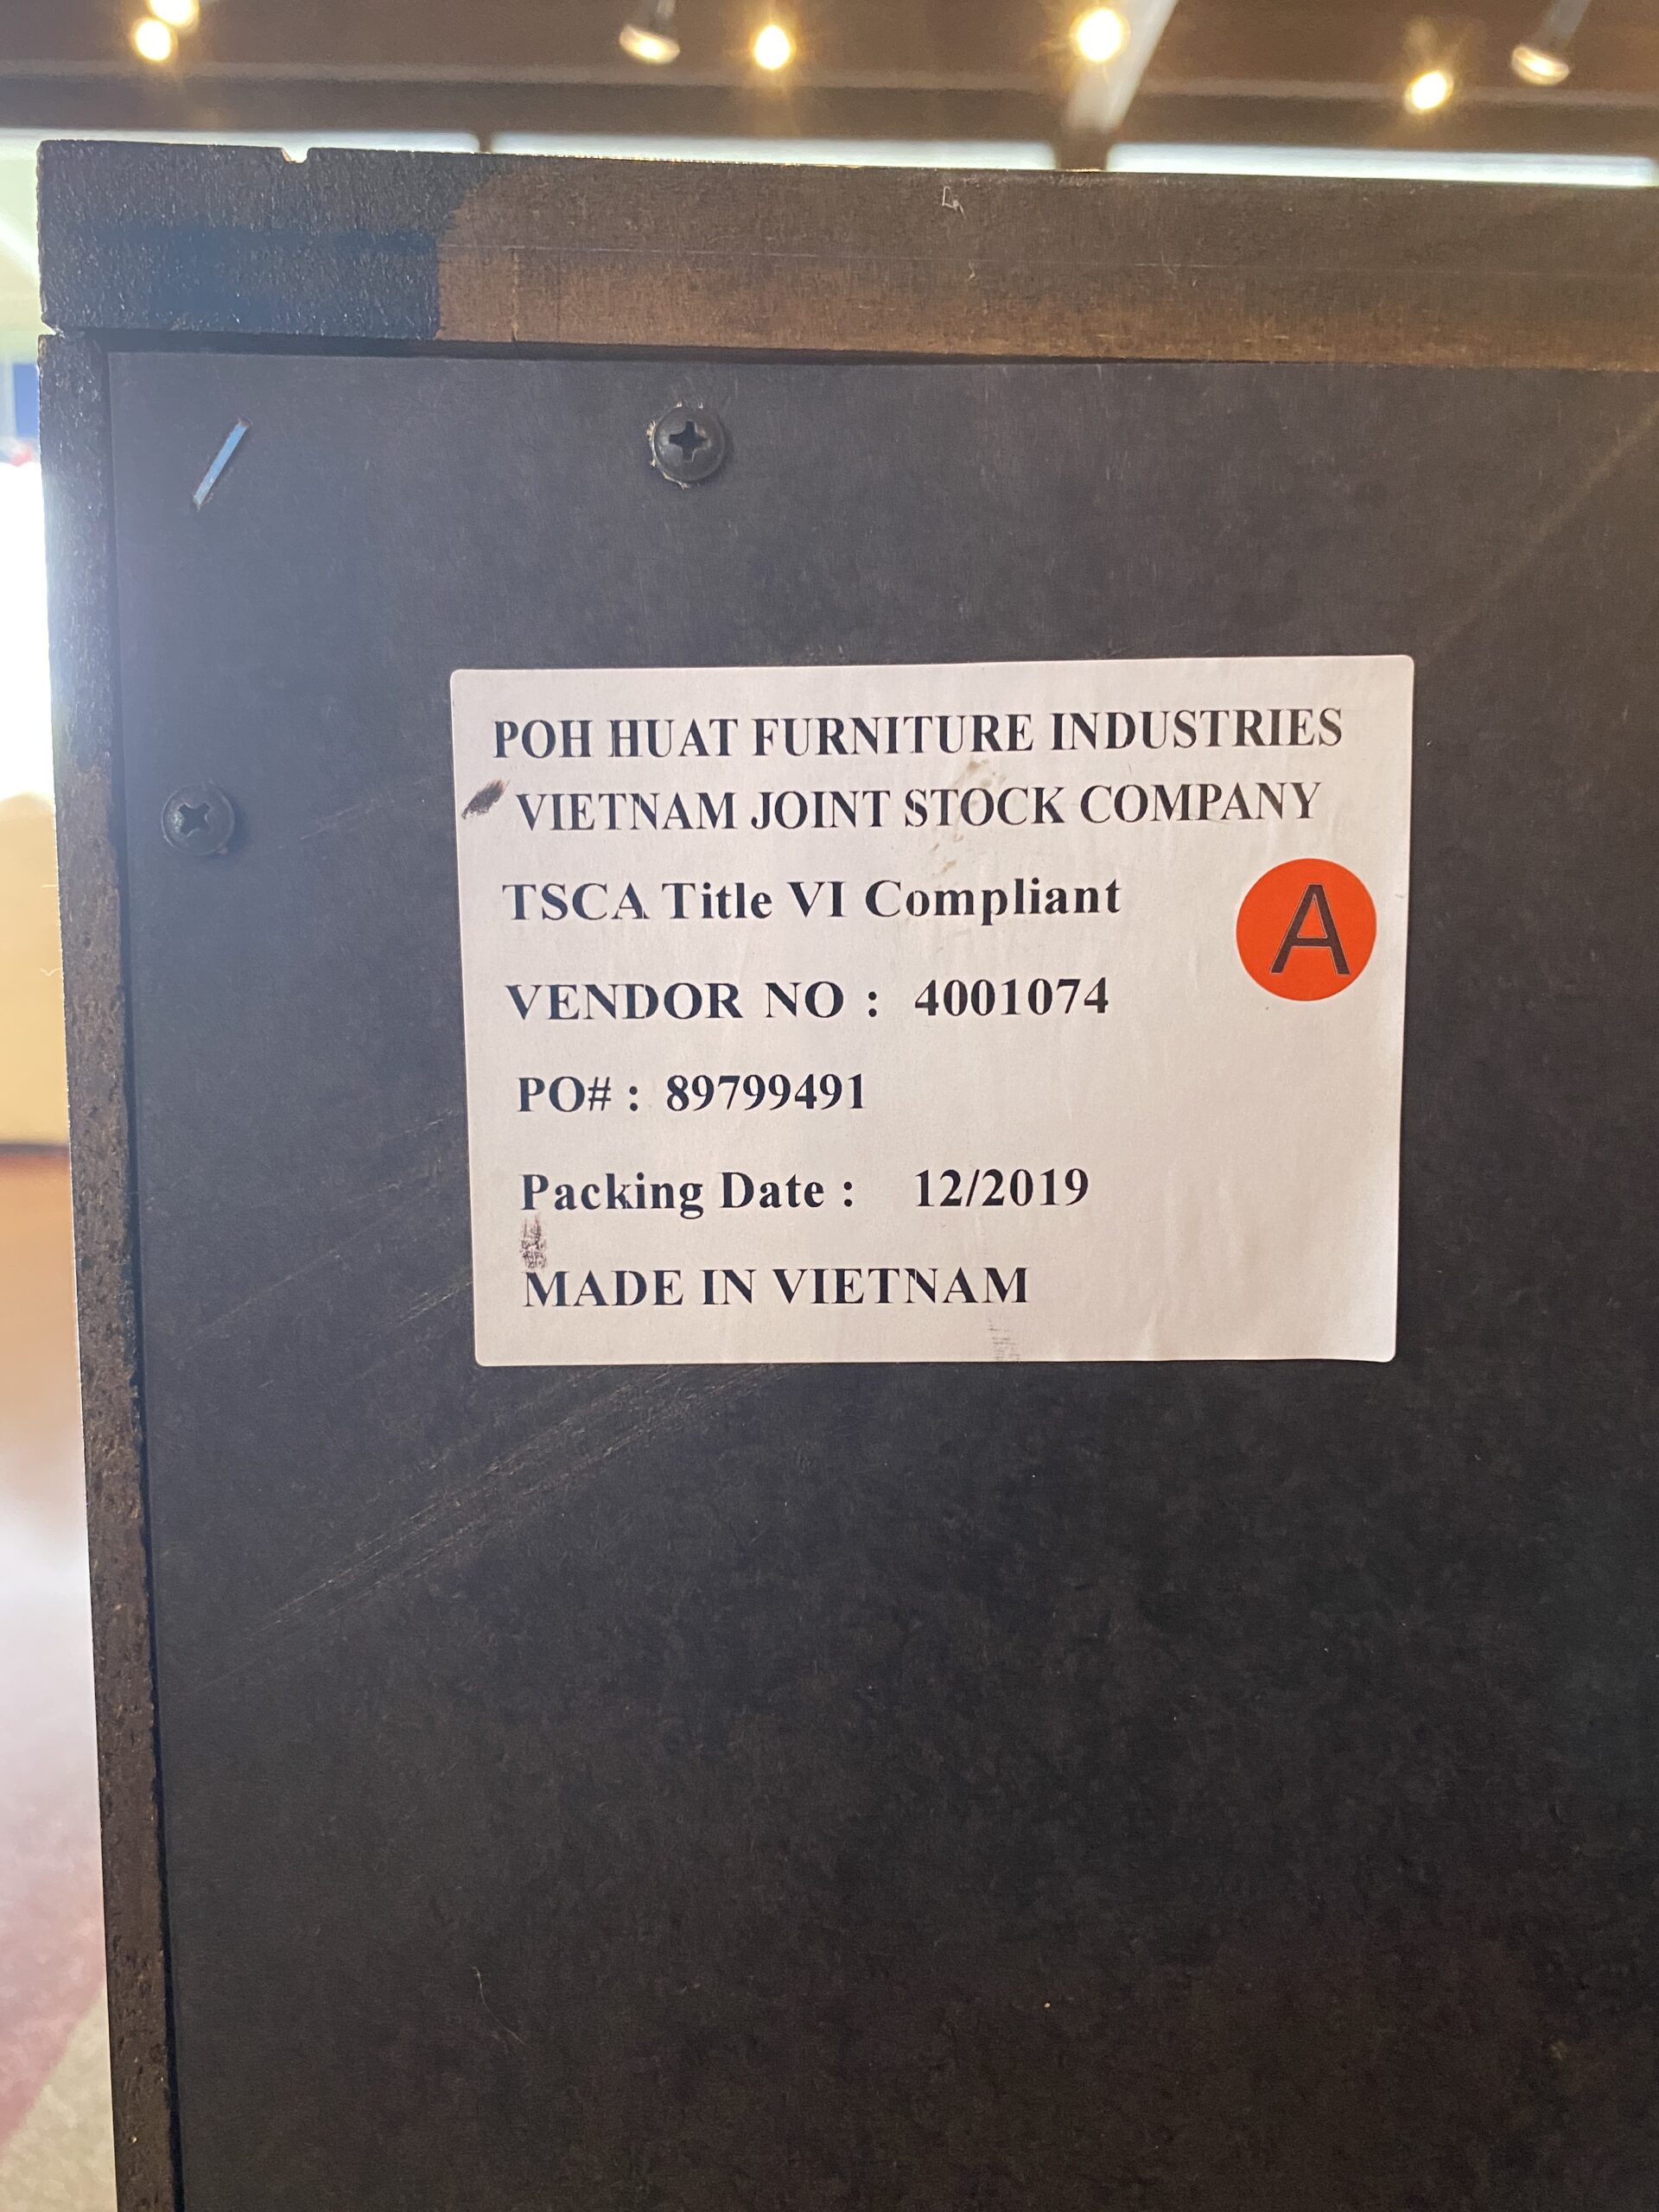 POH HUAT FURNITURE INDUSTRIES
VIETNAM JOINT STOCK COMPANY
TSCA Title VI Compliant
A
VENDOR NO : 4001074
PO# : 89799491
Packing Date : 12/2019
MADE IN VIETNAM